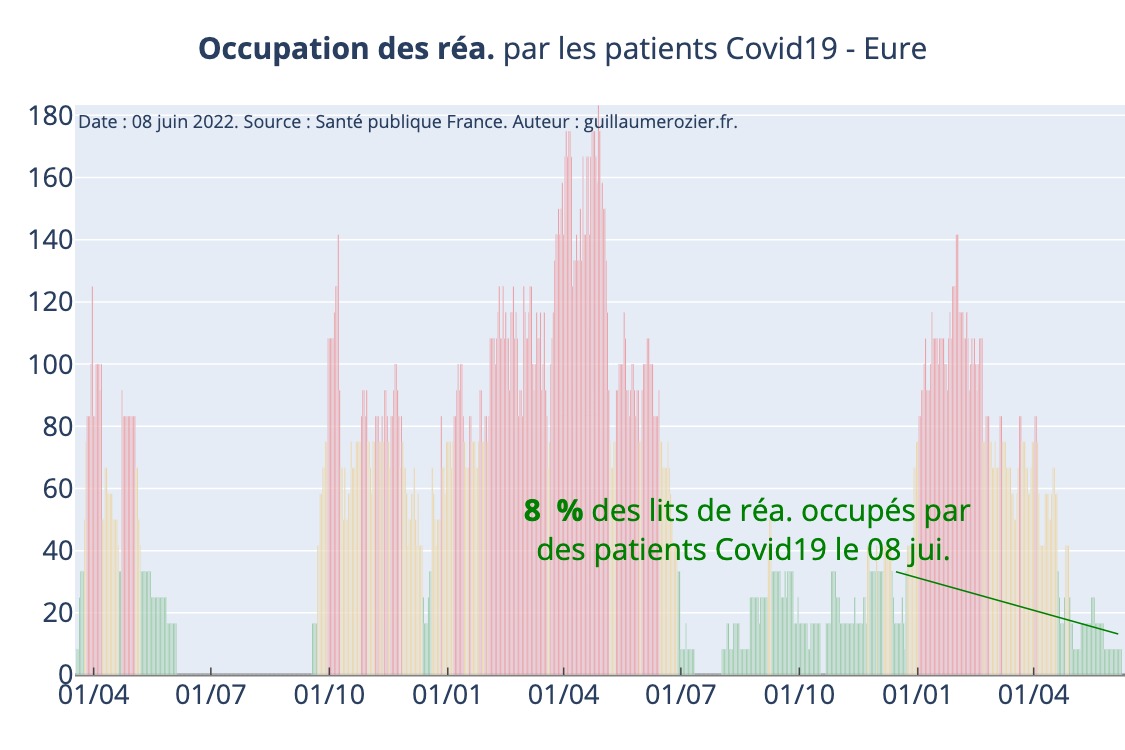 Occupation des réa. par les patients Covid19 - Eure
Date : 08 juin 2022. Source : Santé publique France. Auteur : guillaumerozier.fr.
180
160
140
120
100
80
60
40
20
0
8 % des lits de réa. occupés par
des patients Covid19 le 08 jui.
01/04 01/07 01/10 01/01 01/04 01/07 01/10 01/01 01/04